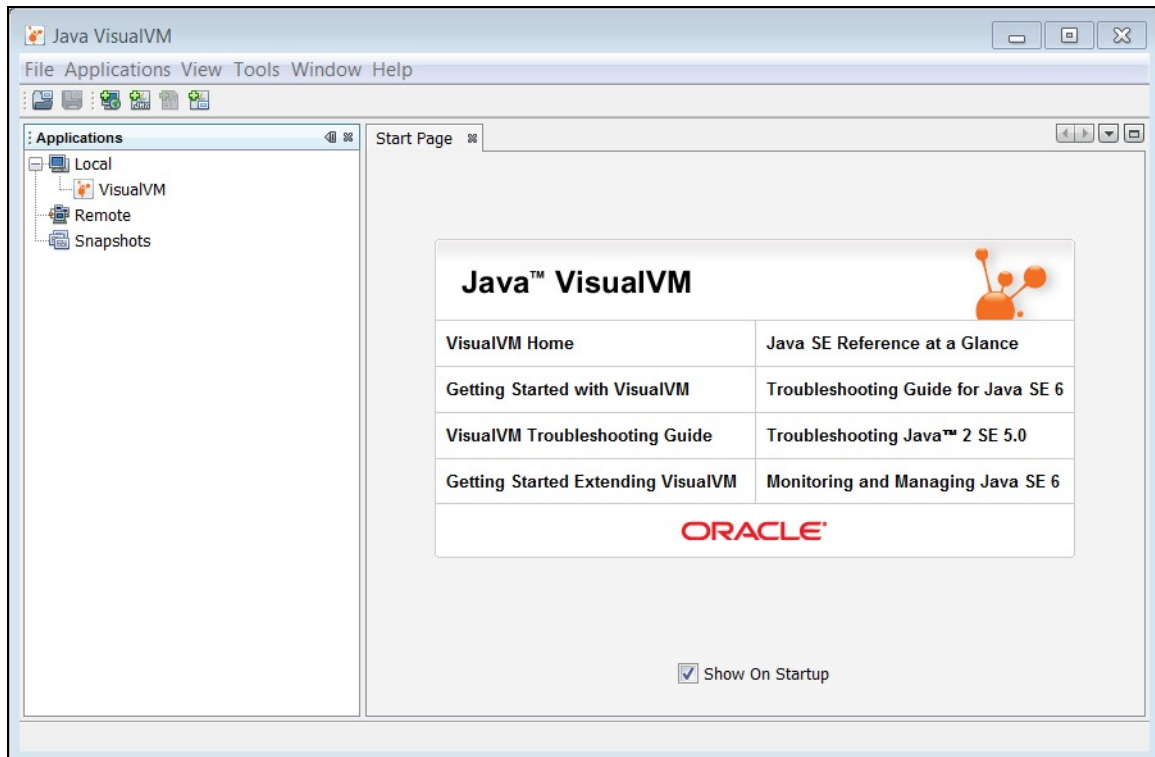 Java VisualVM
File Applications View Tools Window Help
Applications
Start Page
Local
VisualVM
Remote
Snapshots
Java™ VisualVM
VisualVM Home
Java SE Reference at a Glance
Getting Started with VisualVM
Troubleshooting Guide for Java SE 6
VisualVM Troubleshooting Guide
Troubleshooting Java™ 2 SE 5.0
Getting Started Extending VisualVM
Monitoring and Managing Java SE 6
ORACLE
Show On Startup